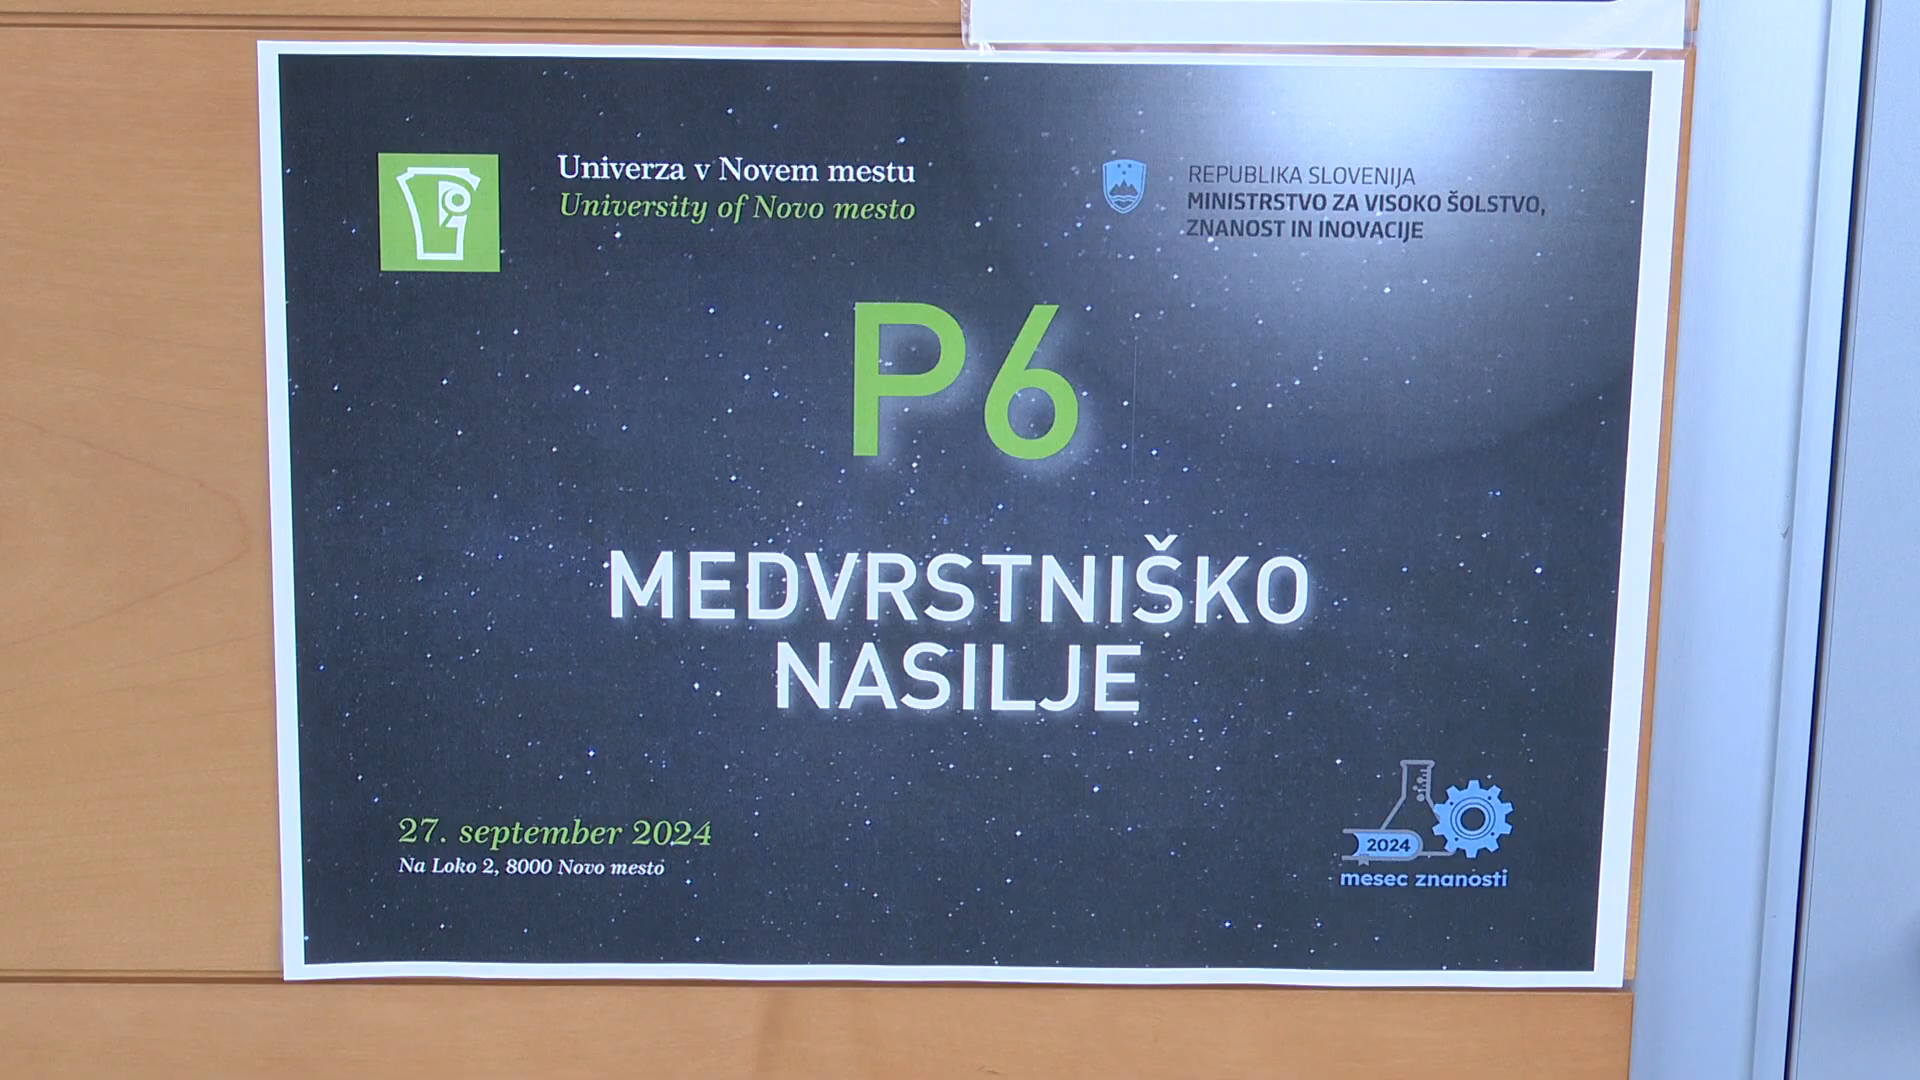 Univerza v Novem mestu
University of Novo mesto
REPUBLIKA SLOVENIJA
MINISTRSTVO ZA VISOKO ŠOLSTVO,
ZNANOST IN INOVACIJE
P6
MEDVRSTNIŠKO
NASILJE
27. september 2024
Na Loko 2, 8000 Novo mesto
2024
mesec znanosti